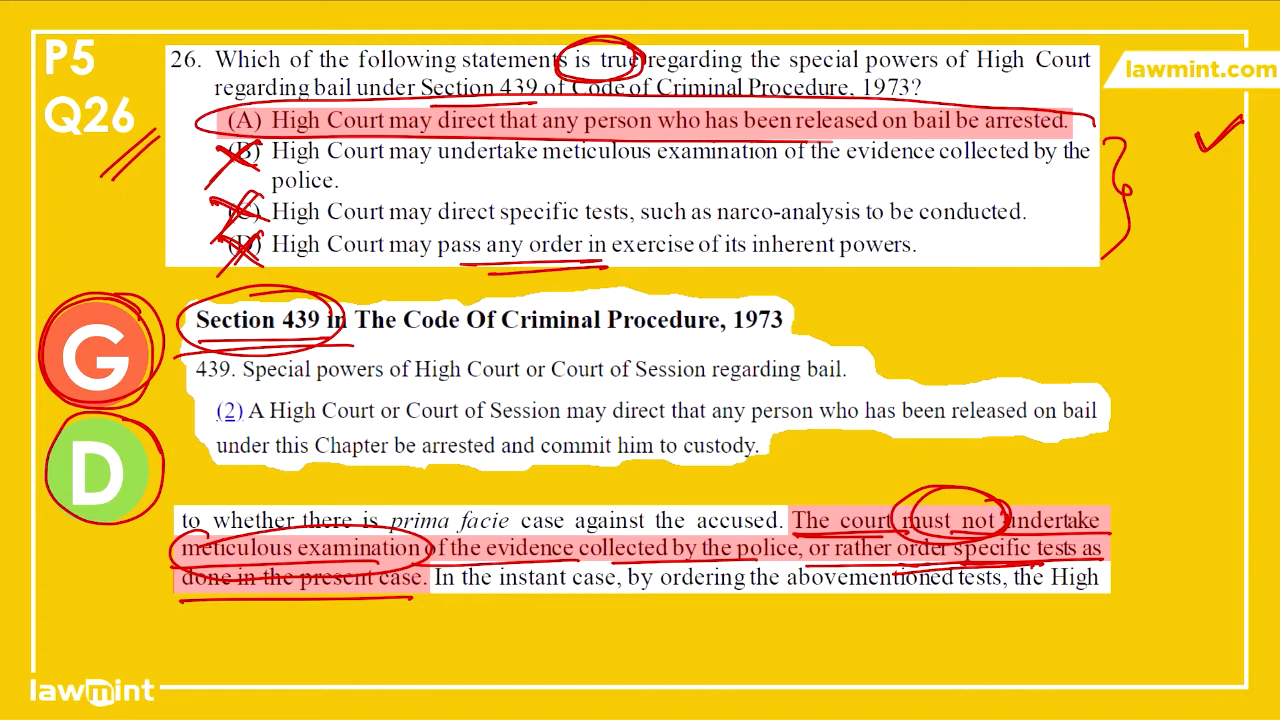 P5
Q26
26. Which of the following statements is true regarding the special powers of High Court
regarding bail under Section 439 of Code of Criminal Procedure, 1973?
(A) High Court may direct that any person who has been released on bail be arrested.
(B) High Court may undertake meticulous examination of the evidence collected by the
police.
(C) High Court may direct specific tests, such as narco-analysis to be conducted.
(D) High Court may pass any order in exercise of its inherent powers.
lawmint.com
G
D
Section 439 in The Code Of Criminal Procedure, 1973
439. Special powers of High Court or Court of Session regarding bail.
(2) A High Court or Court of Session may direct that any person who has been released on bail
under this Chapter be arrested and commit him to custody.
to whether there is prima facie case against the accused. The court must not undertake
meticulous examination of the evidence collected by the police, or rather order specific tests as
done in the present case. In the instant case, by ordering the abovementioned tests, the High
lawmint